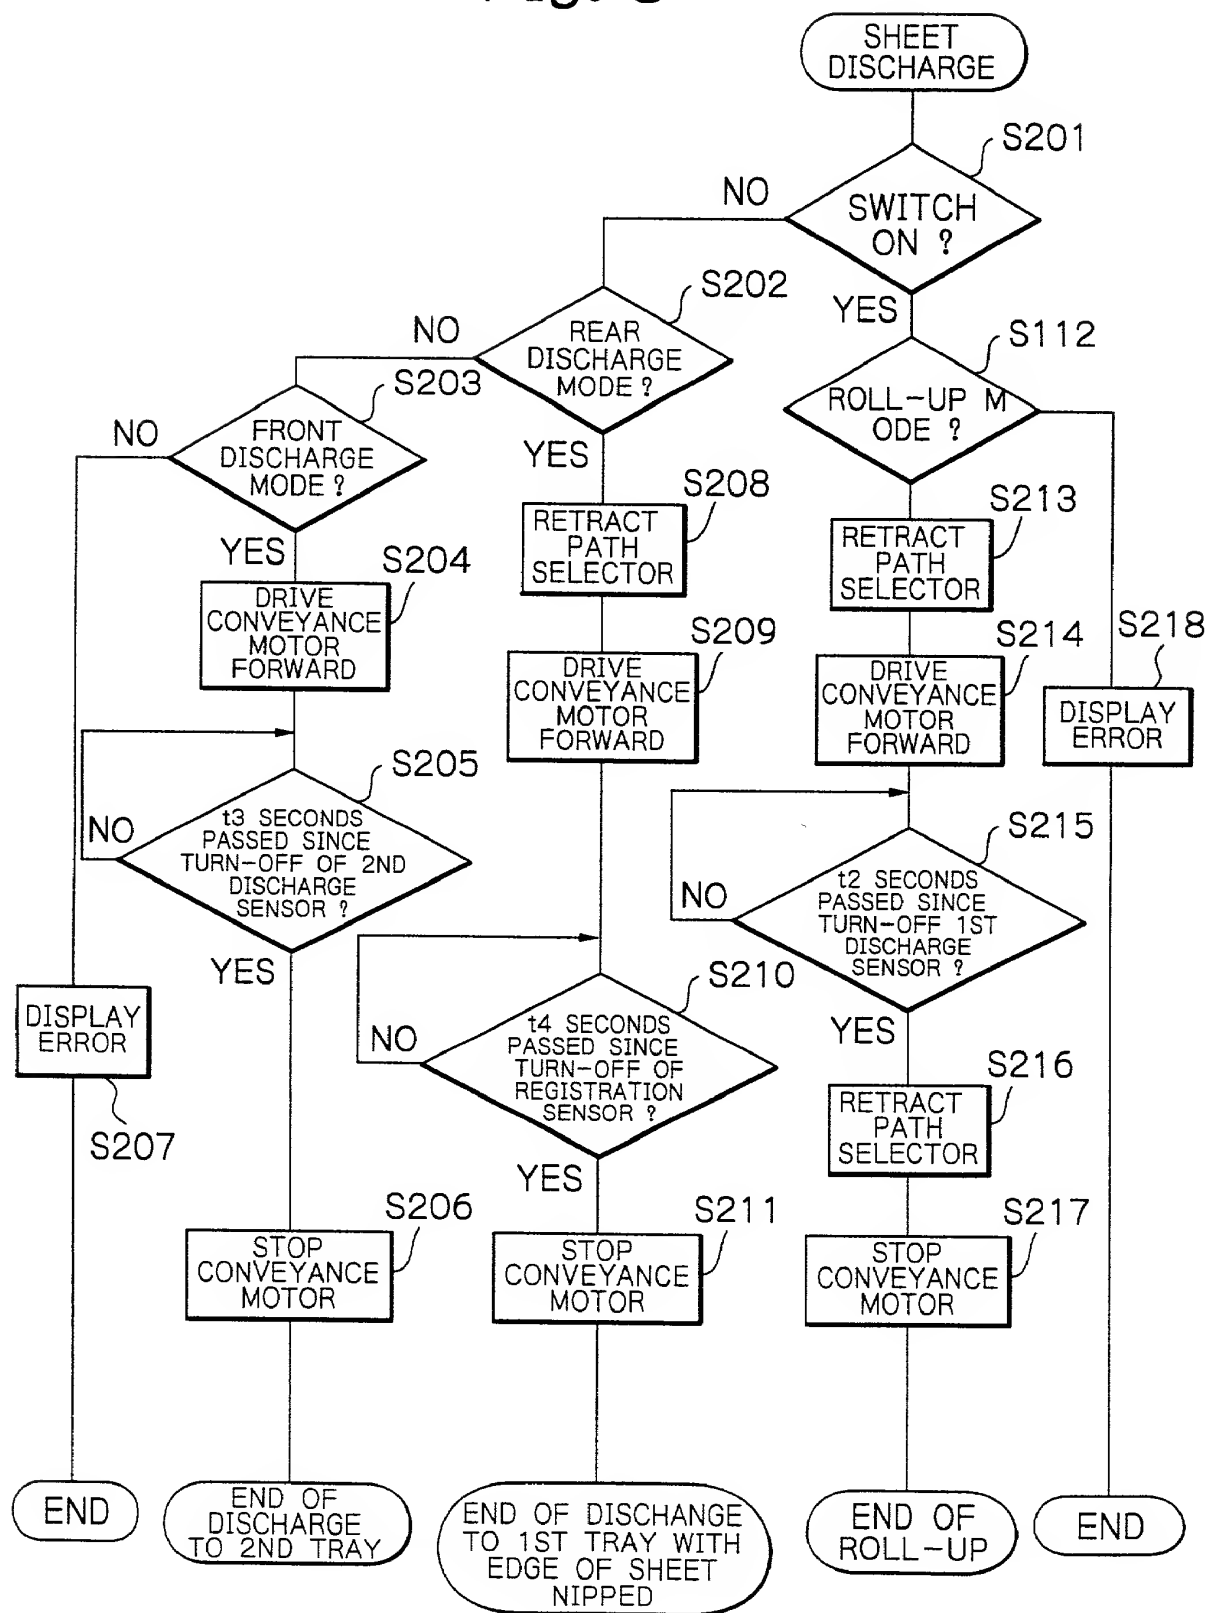 SHEET
DISCHARGE
S201
NO
SWITCH
ON ?
S202
YES
NO
REAR
DISCHARGE
MODE ?
S112
S203
ROLL-UP M
ODE ?
NO
FRONT
DISCHARGE
MODE ?
YES
S208
S213
YES
S204
RETRACT
PATH
SELECTOR
RETRACT
PATH
SELECTOR
DRIVE
CONVEYANCE
MOTOR
FORWARD
S209
S214
S218
DRIVE
CONVEYANCE
MOTOR
FORWARD
DRIVE
CONVEYANCE
MOTOR
FORWARD
DISPLAY
ERROR
S205
NO
t3 SECONDS
PASSED SINCE
TURN-OFF OF 2ND
DISCHARGE
SENSOR ?
S215
NO
t2 SECONDS
PASSED SINCE
TURN-OFF 1ST
DISCHARGE
SENSOR ?
YES
S210
DISPLAY
ERROR
NO
t4 SECONDS
PASSED SINCE
TURN-OFF OF
REGISTRATION
SENSOR ?
YES
S207
S216
RETRACT
PATH
SELECTOR
YES
S206
S211
S217
STOP
CONVEYANCE
MOTOR
STOP
CONVEYANCE
MOTOR
STOP
CONVEYANCE
MOTOR
END
END OF
DISCHARGE
TO 2ND TRAY
END OF DISCHANGE
TO 1ST TRAY WITH
EDGE OF SHEET
NIPPED
END OF
ROLL-UP
END